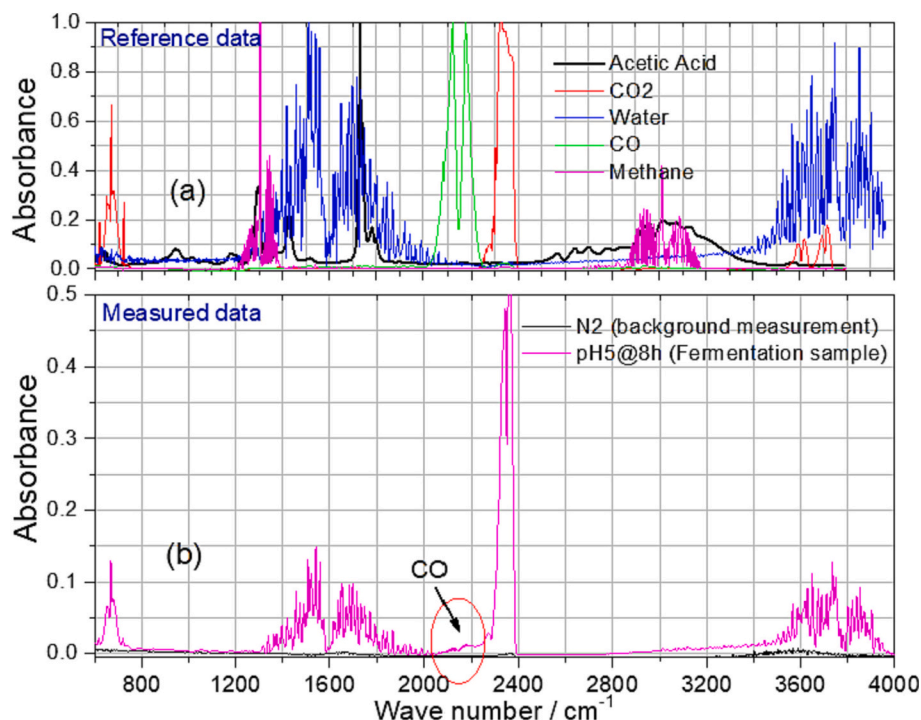 Reference data
Absorbance
1.0
0.8
0.6
0.4
0.2
0.0
(a)
Acetic Acid
CO2
Water
CO
Methane
Measured data
Absorbance
0.5
0.4
0.3
0.2
0.1
0.0
(b)
N2 (background measurement)
pH5@8h (Fermentation sample)
CO
800 1200 1600 2000 2400 2800 3200 3600 4000
Wave number / cm⁻¹